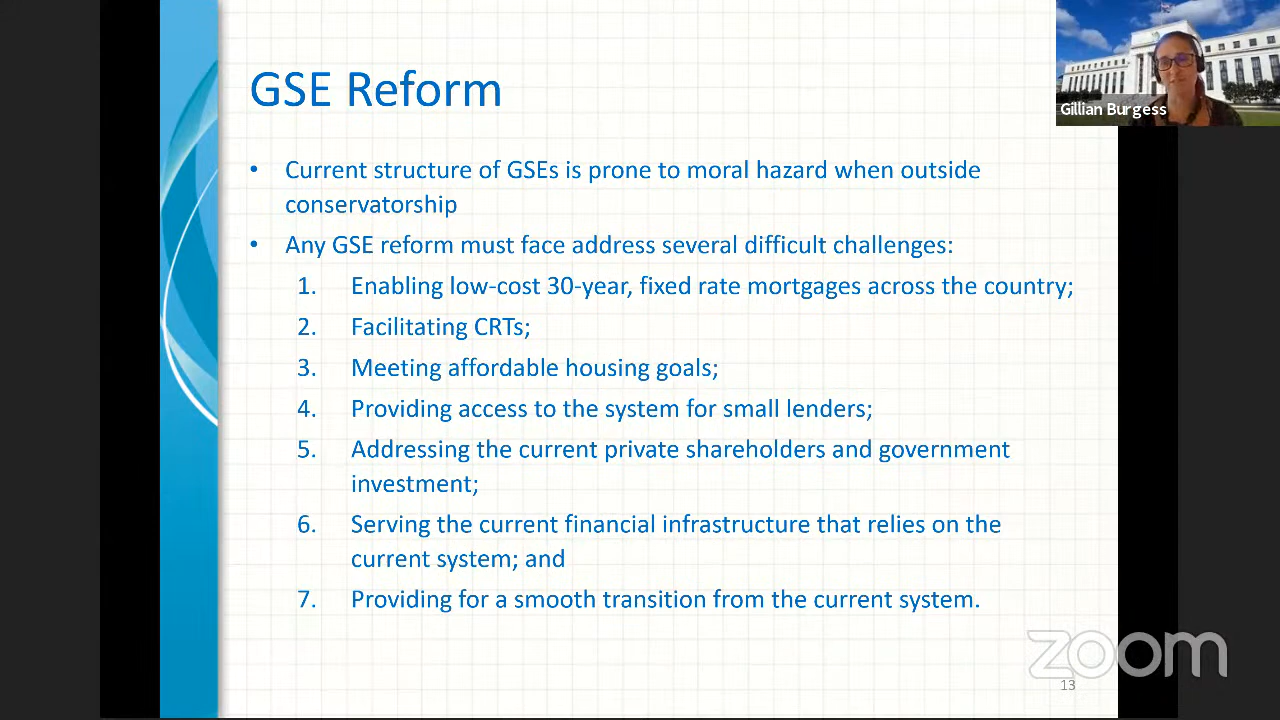 GSE Reform
Gillian Burgess
• Current structure of GSEs is prone to moral hazard when outside
conservatorship
• Any GSE reform must face address several difficult challenges:
1. Enabling low-cost 30-year, fixed rate mortgages across the country;
2. Facilitating CRTs;
3. Meeting affordable housing goals;
4. Providing access to the system for small lenders;
5. Addressing the current private shareholders and government
investment;
6. Serving the current financial infrastructure that relies on the
current system; and
7. Providing for a smooth transition from the current system.
zoom
13